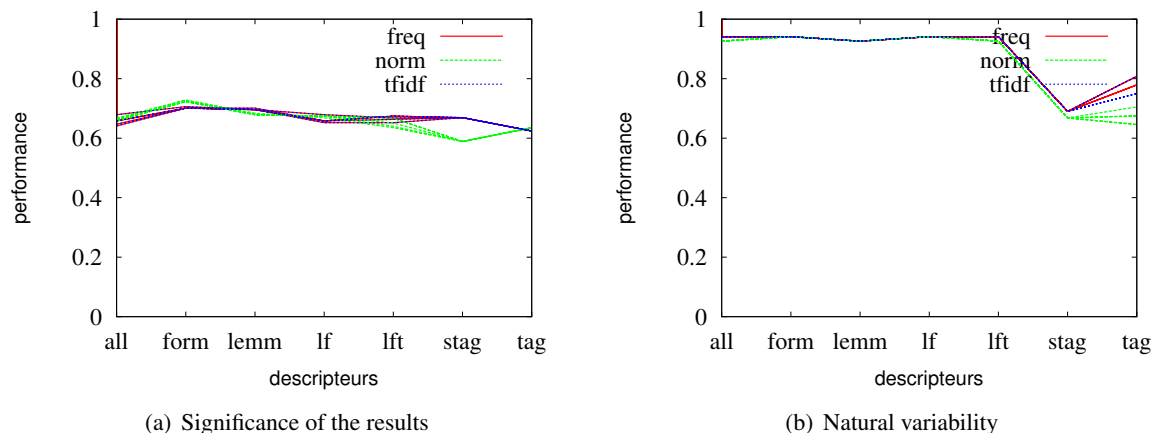 1
0.8
0.6
0.4
0.2
0
performance
freq
norm
tfidf
all form lemm lf lft stag tag
descripteurs
(a) Significance of the results
1
0.8
0.6
0.4
0.2
0
performance
freq
norm
tfidf
all form lemm lf lft stag tag
descripteurs
(b) Natural variability